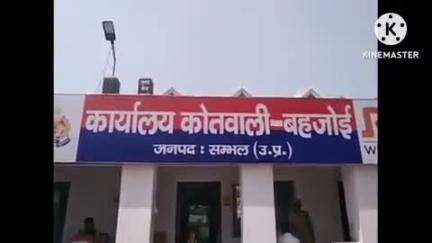 KINEMASTER
कार्यालय कोतवाली-बहजोई
जनपद : सम्भल (उ.प्र.)